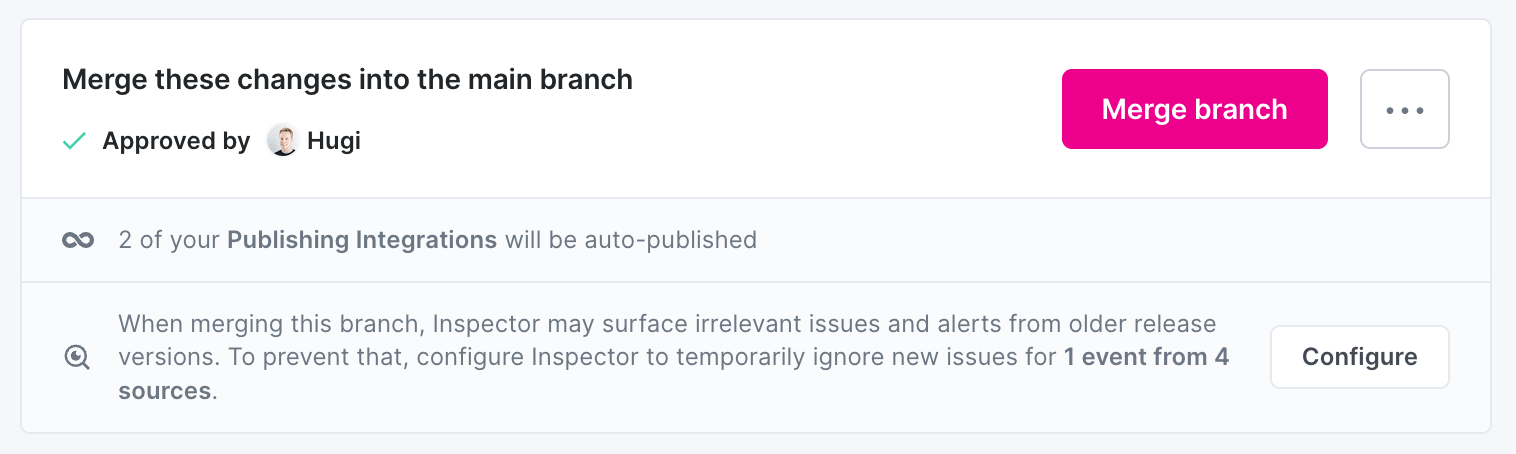 Merge these changes into the main branch
Merge branch
Approved by Hugi
2 of your Publishing Integrations will be auto-published
When merging this branch, Inspector may surface irrelevant issues and alerts from older release
versions. To prevent that, configure Inspector to temporarily ignore new issues for 1 event from 4
sources.
Configure